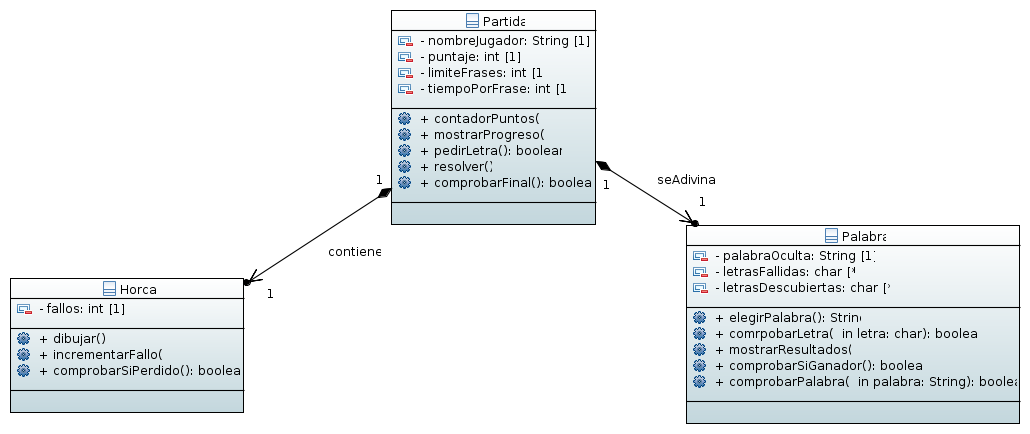 Partida
- nombreJugador: String [1]
- puntaje: int [1]
- limiteFrases: int [1
- tiempoPorFrase: int [1
+ contadorPuntos(
+ mostrarProgreso(
+ pedirLetra(): boolear
+ resolver()
+ comprobarFinal(): boolea
1
contiene
1
1
seAdivina
1
Horca
- fallos: int [1]
+ dibujar()
+ incrementarFallo(
+ comprobarSiPerdido(): boolea
Palabra
- palabraOculta: String [1]
- letrasFallidas: char [*
- letrasDescubiertas: char [*
+ elegirPalabra(): String
+ comrpobarLetra( in letra: char): boolea
+ mostrarResultados(
+ comprobarSiGanador(): boolea
+ comprobarPalabra( in palabra: String): boolea